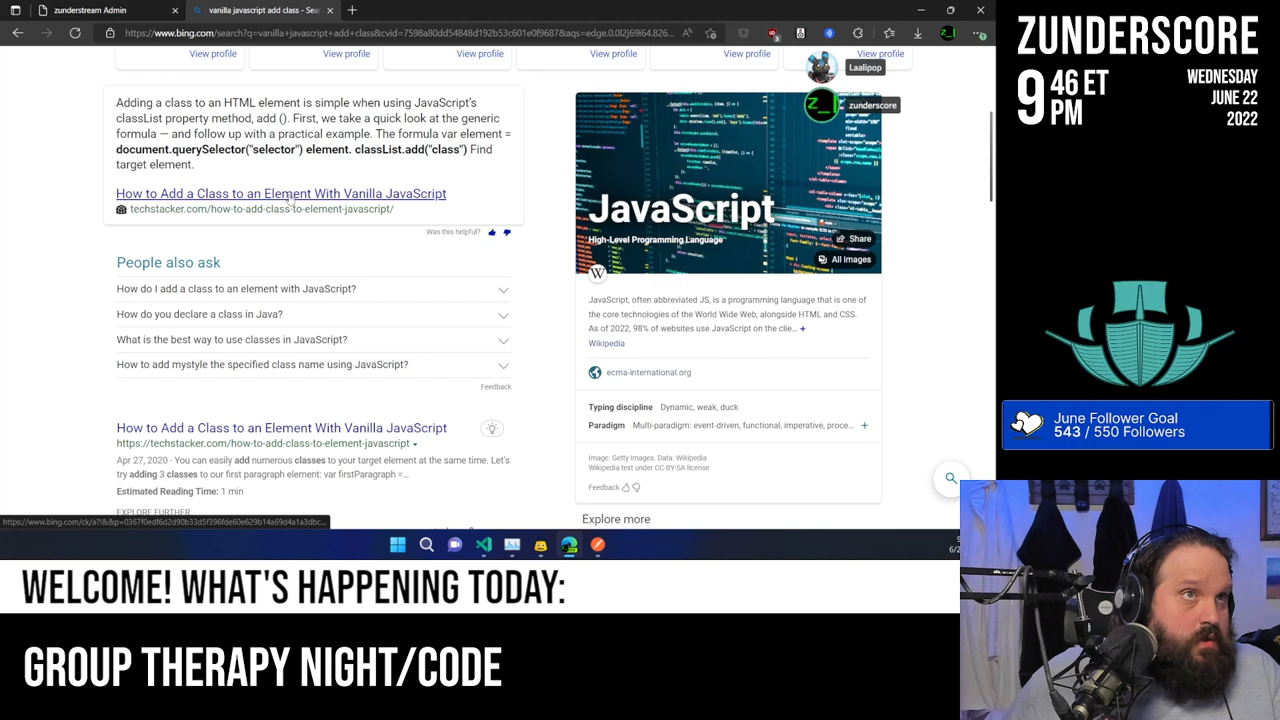 zunderstream Admin
vanilla javascript add class - Sea
https://www.bing.com/search?q=vanilla+javascript+add+class&cvid=7598a80dd54848d192b53c601e0f9687&aqs=edge.0.0l2j69i64.826...
View profile
View profile
View profile
View profile
View profile
View profile
Laalipop
zunderscore
Adding a class to an HTML element is simple when using JavaScript's
classList property method, add (). First, we take a quick look at the generic
formula — and follow up with a practical example. The formula var element =
document.querySelector("selector") element. classList.add("class") Find
target element.
to Add a Class to an Element With Vanilla JavaScript
techstacker.com/how-to-add-class-to-element-javascript/
Was this helpful?
People also ask
How do I add a class to an element with JavaScript?
How do you declare a class in Java?
What is the best way to use classes in JavaScript?
How to add mystyle the specified class name using JavaScript?
Feedback
How to Add a Class to an Element With Vanilla JavaScript
https://techstacker.com/how-to-add-class-to-element-javascript
Apr 27, 2020 · You can easily add numerous classes to your target element at the same time. Let's
try adding 3 classes to our first paragraph element: var firstParagraph =...
Estimated Reading Time: 1 min
EXPLORE FURTHER
JavaScript
High-Level Programming Language
Share
All images
W
JavaScript, often abbreviated JS, is a programming language that is one of
the core technologies of the World Wide Web, alongside HTML and CSS.
As of 2022, 98% of websites use JavaScript on the clie... +
Wikipedia
ecma-international.org
Typing discipline Dynamic, weak, duck
Paradigm Multi-paradigm: event-driven, functional, imperative, proce... +
Image: Getty Images. Data: Wikipedia
Wikipedia text under CC-BY-SA license
Feedback
Explore more
ZUNDERSCORE
9 46 ET
PM
WEDNESDAY
JUNE 22
2022
June Follower Goal
543 / 550 Followers
WELCOME! WHAT'S HAPPENING TODAY:
GROUP THERAPY NIGHT/CODE